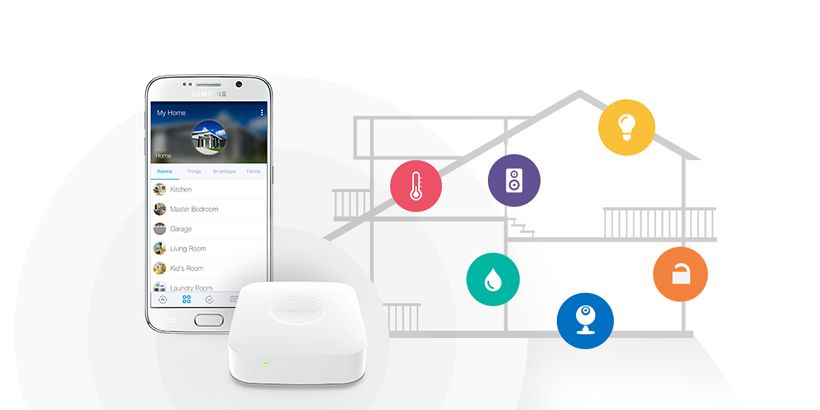 SAMSUNG
My Home
Home
Rooms Things SmartApps Family
Kitchen
Master Bedroom
Garage
Living Room
Kid's Room
Laundry Room